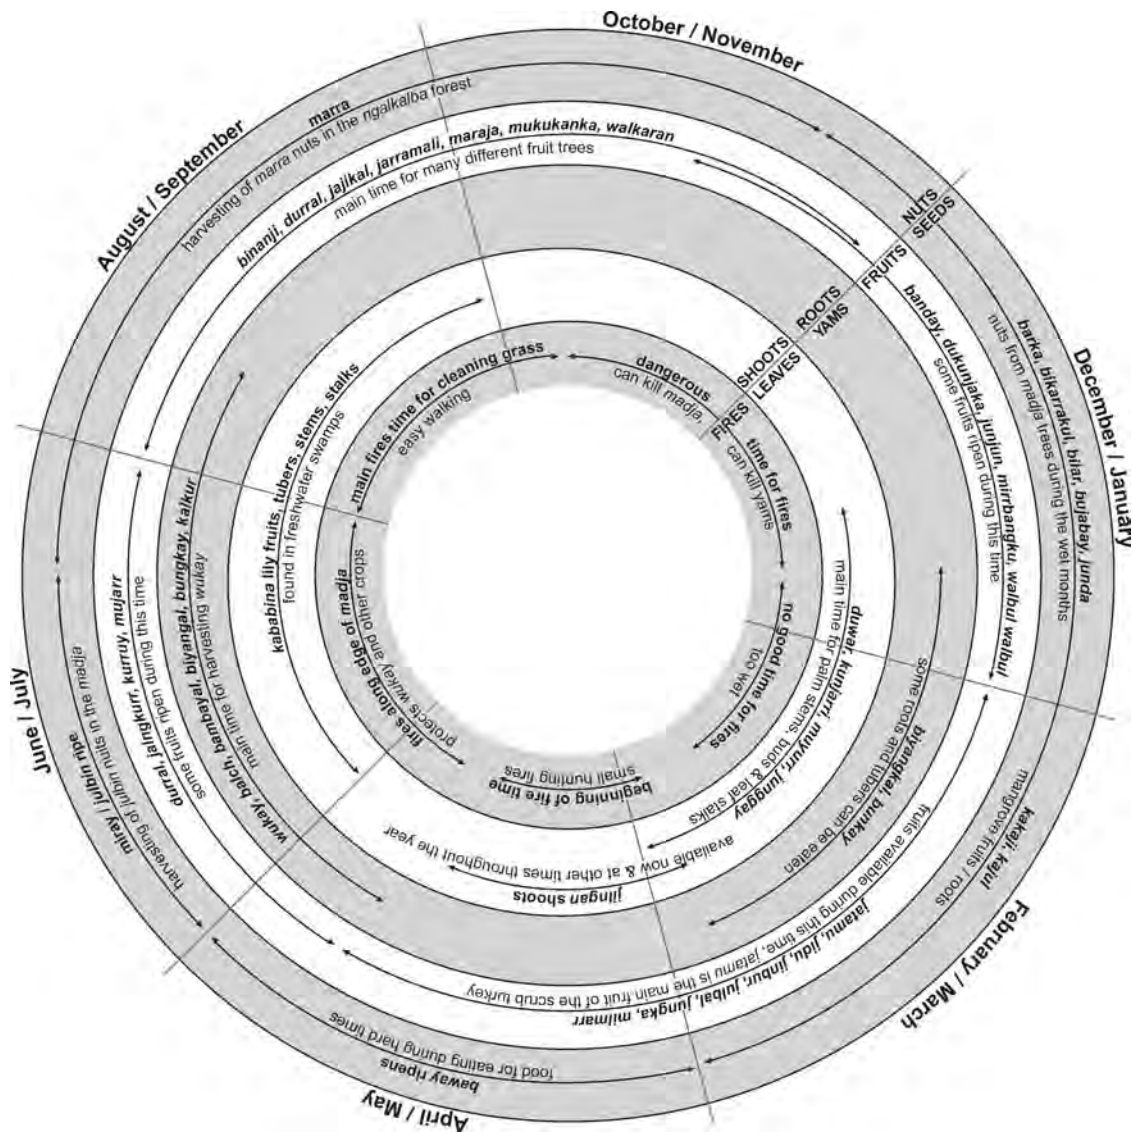 October / November
December / January
February / March
April / May
June / July
August / September
NUTS
SEEDS
FRUITS
ROOTS
YAMS
SHOOTS
LEAVES
FIRES
marra
harvesting of marra nuts in the ngalkalba forest
barka, bikarrakul, bilar, bujabay, junda
nuts from madja trees during the wet months
kakaji, kajul
mangrove fruits / roots
food for eating during hard times
baway ripens
harvesting of julbin nuts in the madja
miray / julbin ripe
binanji, durral, jajikal, jarramali, maraja, mukukanka, walkaran
main time for many different fruit trees
banday, dukunjaka, junjun, mirrbangku, walbul walbul
some fruits ripen during this time
fruits available during this time, jatamu is the main fruit of the scrub turkey
jatamu, jidu, jinbur, julbal, jungka, milmarr
some fruits ripen during this time
durral, jalngkurr, kurruy, mujarr
some roots and tubers can be eaten
biyangkal, bunkay
wukay, balch, bambayal, biyangal, bungkay, kalkur
main time for harvesting wukay
kababina lily fruits, tubers, stems, stalks
found in freshwater swamps
duwar, kunjarri, muyurr, junggay
main time for palm stems, buds & leaf stalks
available now & at other times throughout the year
jingan shoots
main fires time for cleaning grass
easy walking
dangerous
can kill madja,
time for fires
can kill yams
no good time for fires
too wet
small hunting fires
beginning of fire time
fires along edge of madja
protects wukay and other crops